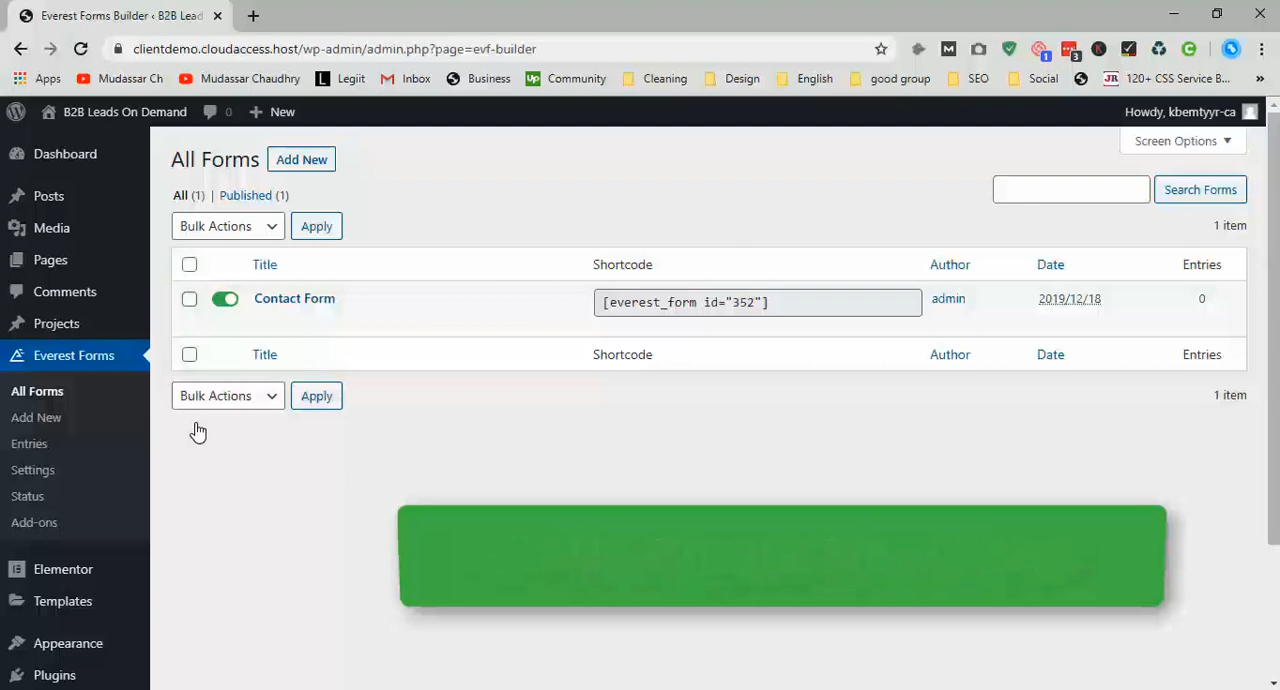 Everest Forms Builder ‹ B2B Lead
clientdemo.cloudaccess.host/wp-admin/admin.php?page=evf-builder
1
3
Apps Mudassar Ch Mudassar Chaudhry Legiit Inbox Business Community Cleaning Design English good group SEO Social 120+ CSS Service B... »
B2B Leads On Demand 0 + New Howdy, kbemtyyr-ca
Dashboard
Posts
Media
Pages
Comments
Projects
Everest Forms
All Forms
Add New
Entries
Settings
Status
Add-ons
Elementor
Templates
Appearance
Plugins
Screen Options
All Forms Add New
All (1) | Published (1)
Search Forms
Bulk Actions Apply 1 item
Title Shortcode Author Date Entries
Contact Form [everest_form id="352"] admin 2019/12/18 0
Title Shortcode Author Date Entries
Bulk Actions Apply 1 item